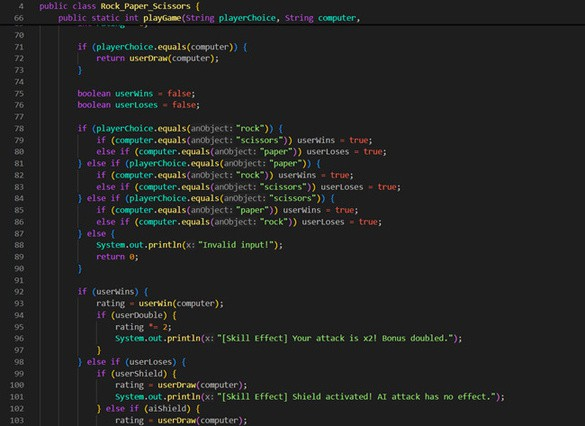 4 public class Rock_Paper_Scissors {
66 public static int playGame(String playerChoice, String computer,
70
71 if (playerChoice.equals(computer)) {
72 return userDraw(computer);
73 }
74
75 boolean userWins = false;
76 boolean userLoses = false;
77
78 if (playerChoice.equals(anObject: "rock")) {
79 if (computer.equals(anObject: "scissors")) userWins = true;
80 else if (computer.equals(anObject: "paper")) userLoses = true;
81 } else if (playerChoice.equals(anObject: "paper")) {
82 if (computer.equals(anObject: "rock")) userWins = true;
83 else if (computer.equals(anObject: "scissors")) userLoses = true;
84 } else if (playerChoice.equals(anObject: "scissors")) {
85 if (computer.equals(anObject: "paper")) userWins = true;
86 else if (computer.equals(anObject: "rock")) userLoses = true;
87 } else {
88 System.out.println(x: "Invalid input!");
89 return 0;
90 }
91
92 if (userWins) {
93 rating = userWin(computer);
94 if (userDouble) {
95 rating *= 2;
96 System.out.println(x: "[Skill Effect] Your attack is x2! Bonus doubled.");
97 }
98 } else if (userLoses) {
99 if (userShield) {
100 rating = userDraw(computer);
101 System.out.println(x: "[Skill Effect] Shield activated! AI attack has no effect.");
102 } else if (aiShield) {
103 rating = userDraw(computer);